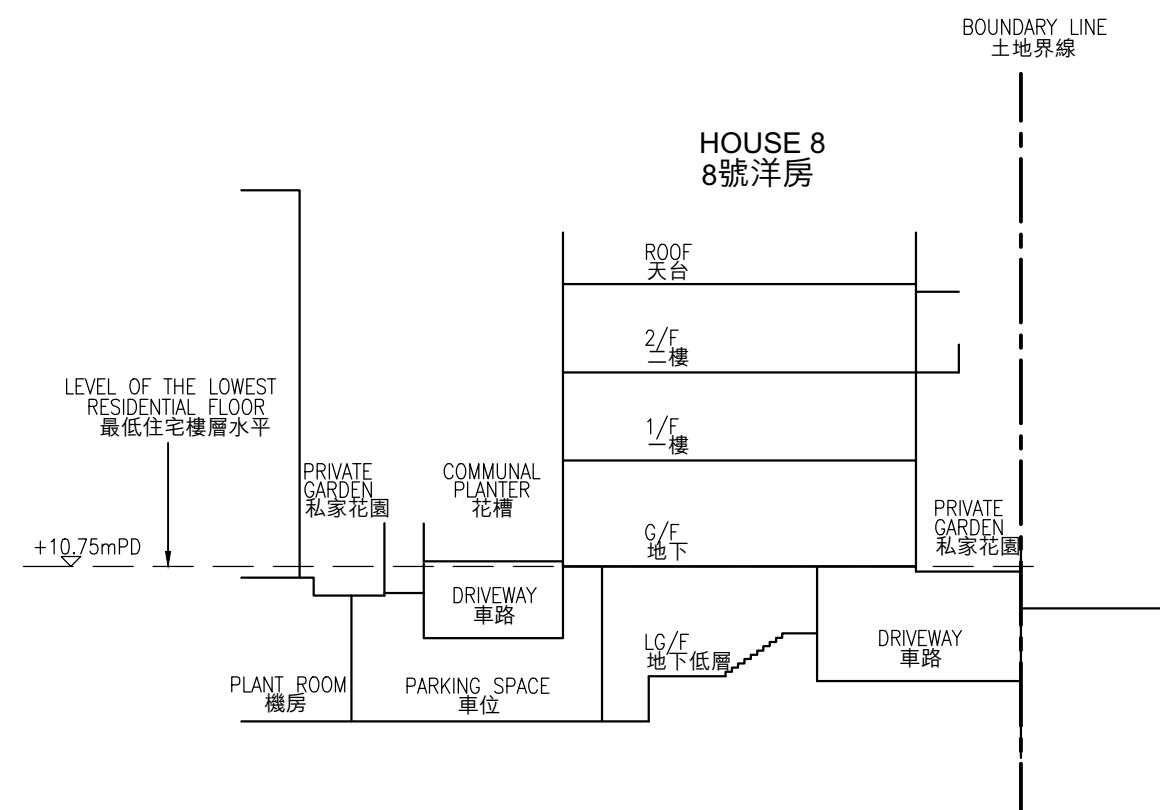 BOUNDARY LINE
土地界線
HOUSE 8
8號洋房
ROOF
天台
2/F
二樓
LEVEL OF THE LOWEST
RESIDENTIAL FLOOR
最低住宅樓層水平
1/F
一樓
PRIVATE
GARDEN
私家花園
COMMUNAL
PLANTER
花槽
PRIVATE
GARDEN
私家花園
+10.75mPD
G/F
地下
DRIVEWAY
車路
LG/F
地下低層
DRIVEWAY
車路
PLANT ROOM
機房
PARKING SPACE
車位